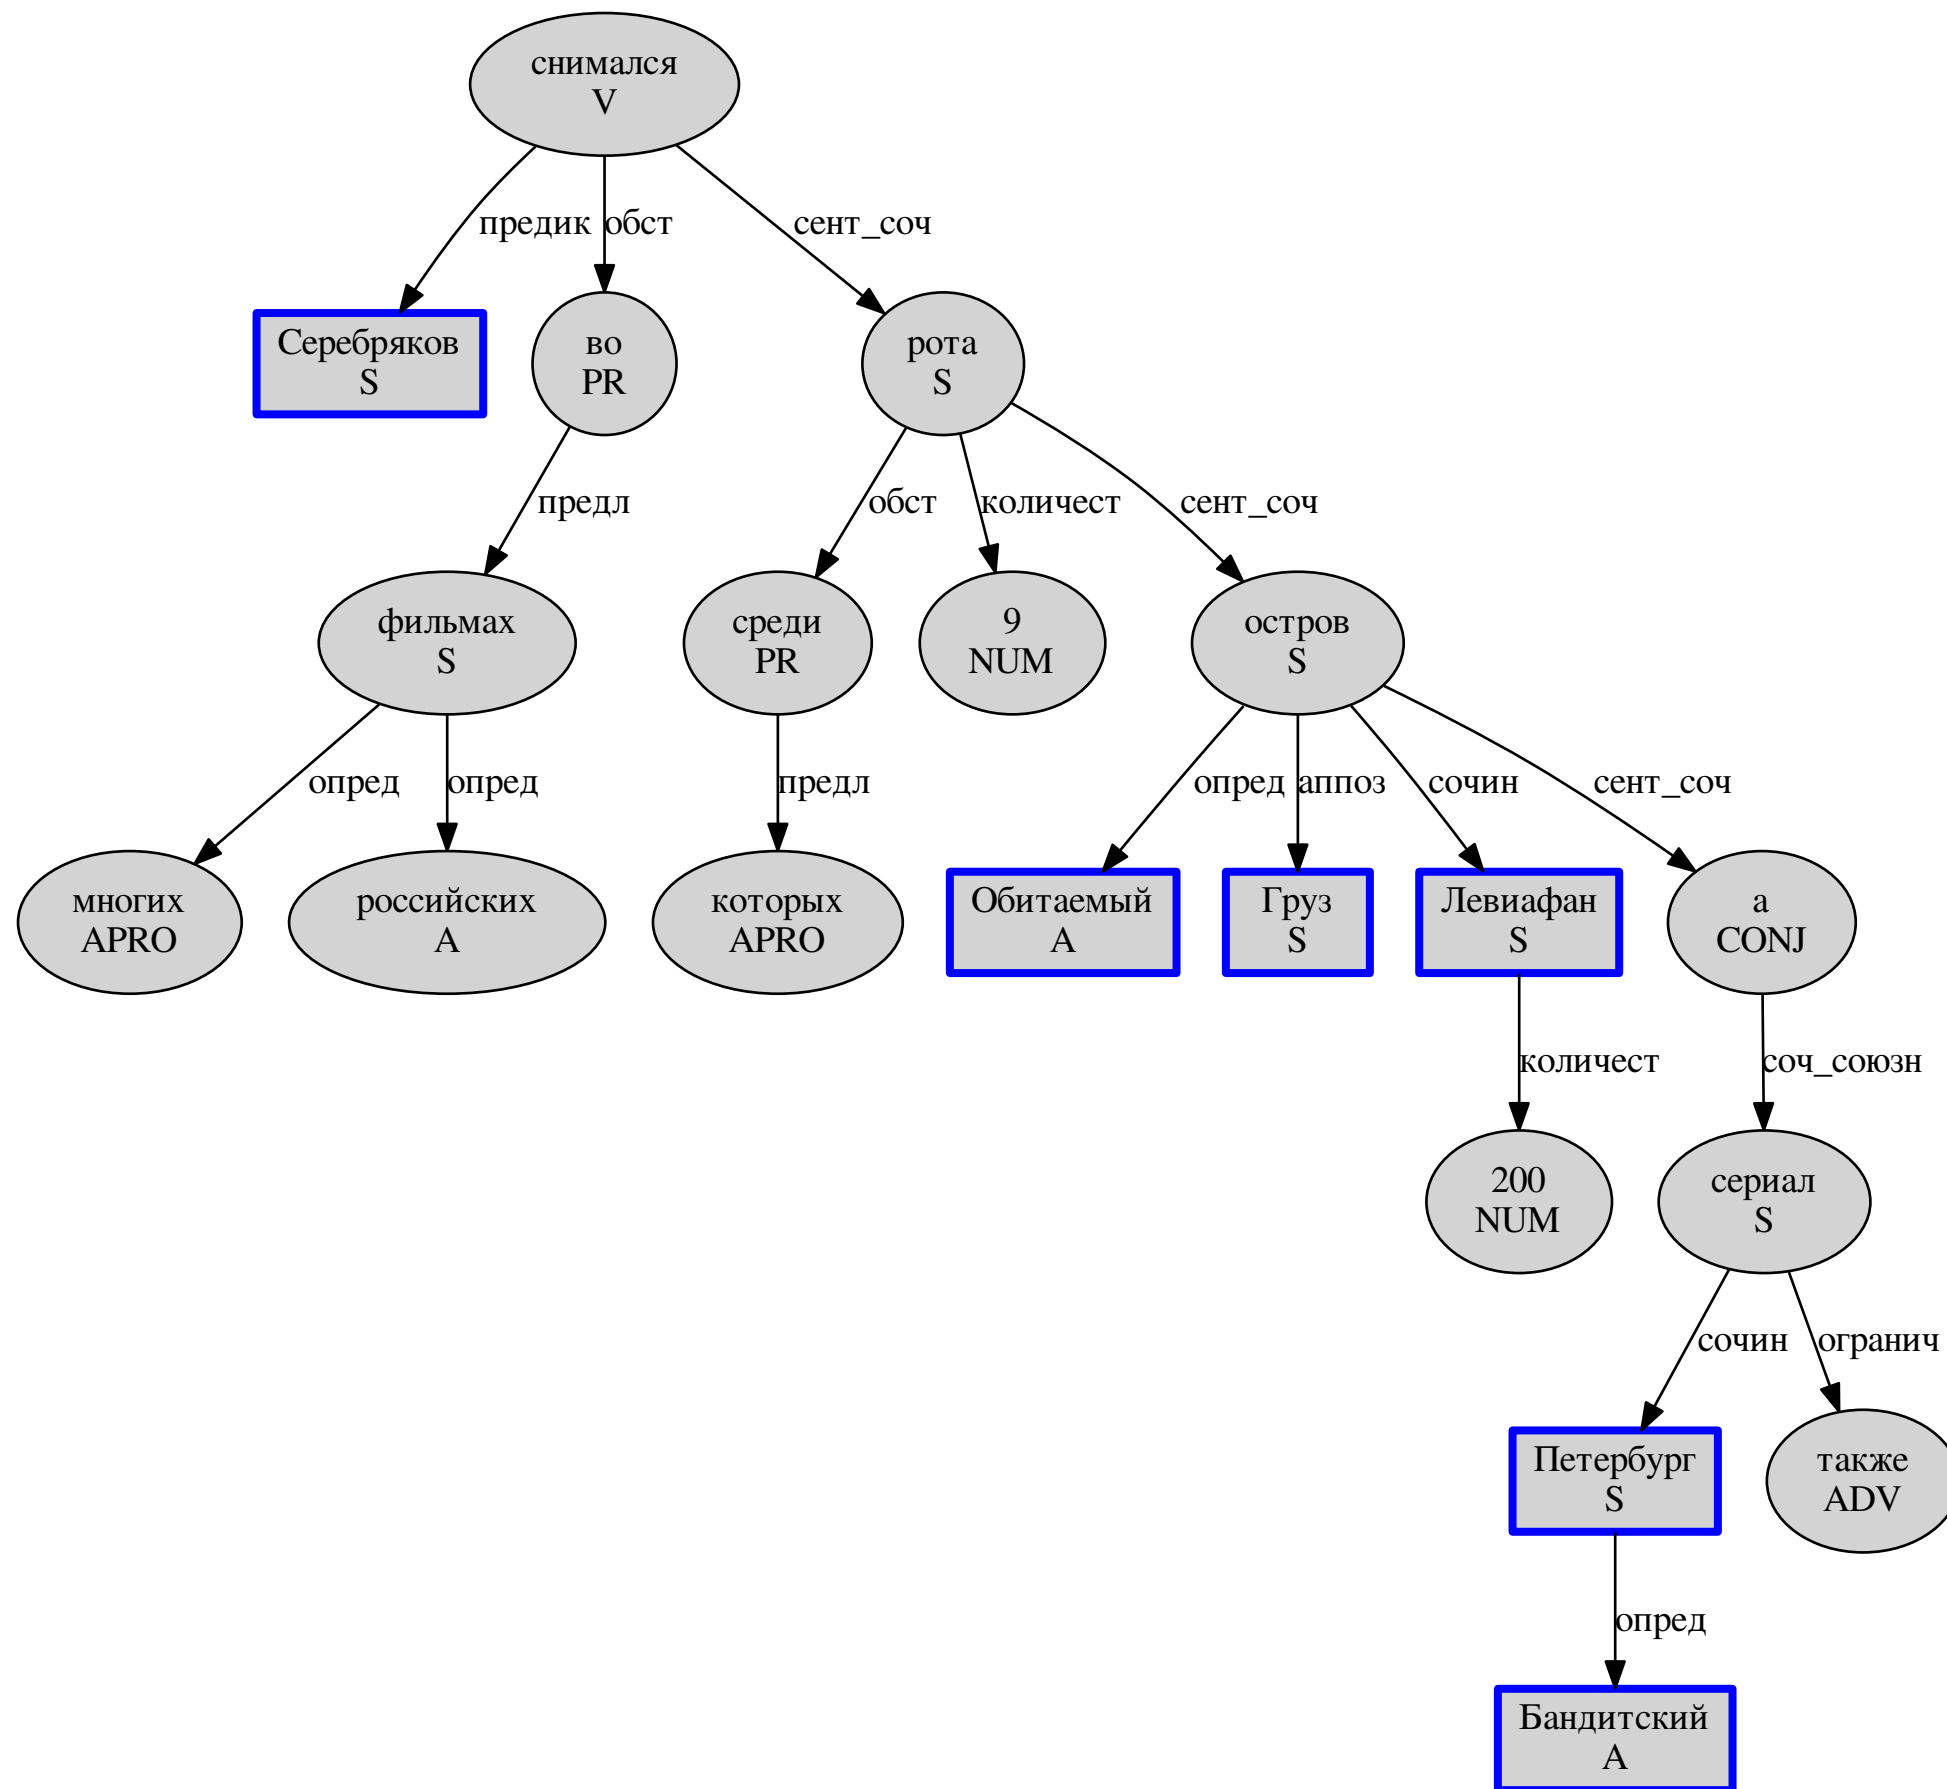 снимался
V
предик
обст
сент_соч
Серебряков
S
во
PR
рота
S
предл
обст
количест
сент_соч
фильмах
S
среди
PR
9
NUM
остров
S
опред
опред
предл
опред
аппоз
сочин
сент_соч
многих
APRO
российских
A
которых
APRO
Обитаемый
A
Груз
S
Левиафан
S
а
CONJ
количест
соч_союзн
200
NUM
сериал
S
сочин
огранич
Петербург
S
также
ADV
опред
Бандитский
A